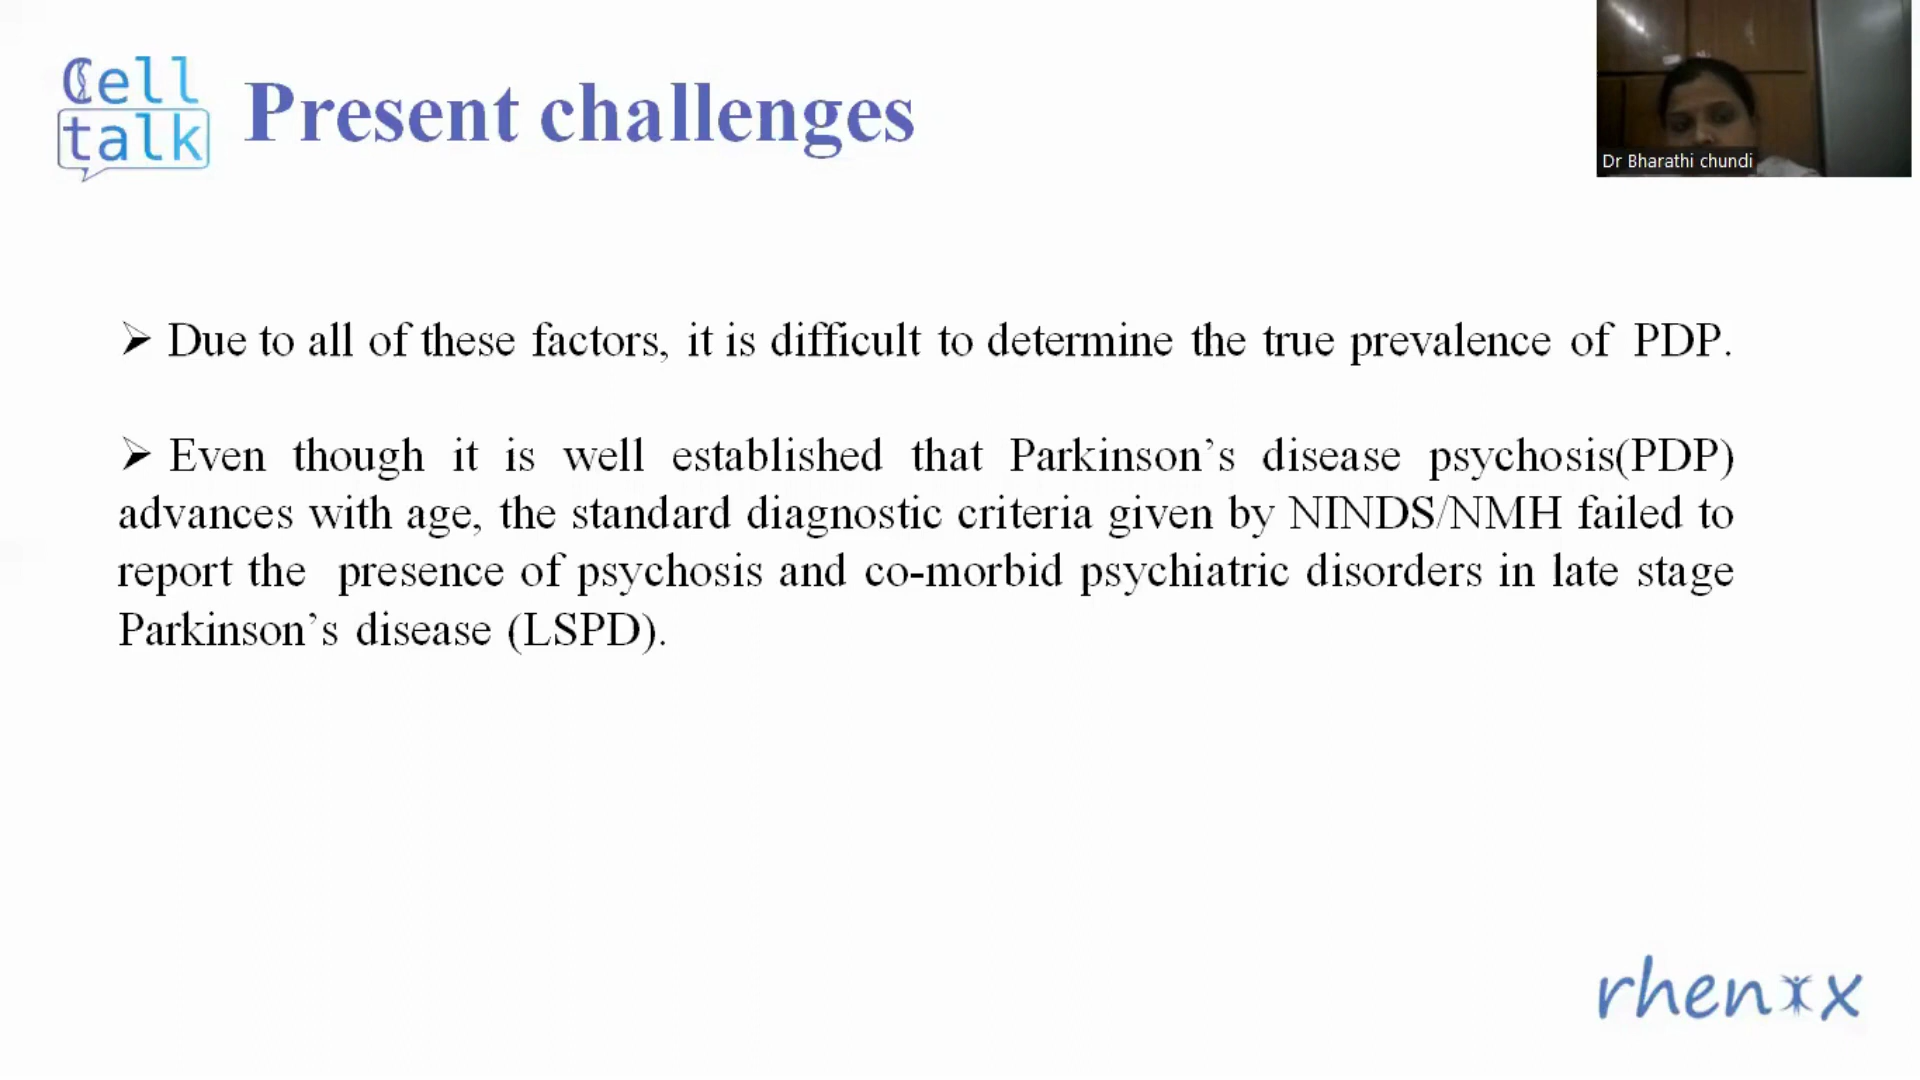 Cell
talk
Present challenges
Dr Bharathi chundi
➢ Due to all of these factors, it is difficult to determine the true prevalence of PDP.
➢ Even though it is well established that Parkinson’s disease psychosis(PDP)
advances with age, the standard diagnostic criteria given by NINDS/NMH failed to
report the presence of psychosis and co-morbid psychiatric disorders in late stage
Parkinson’s disease (LSPD).
rhenix